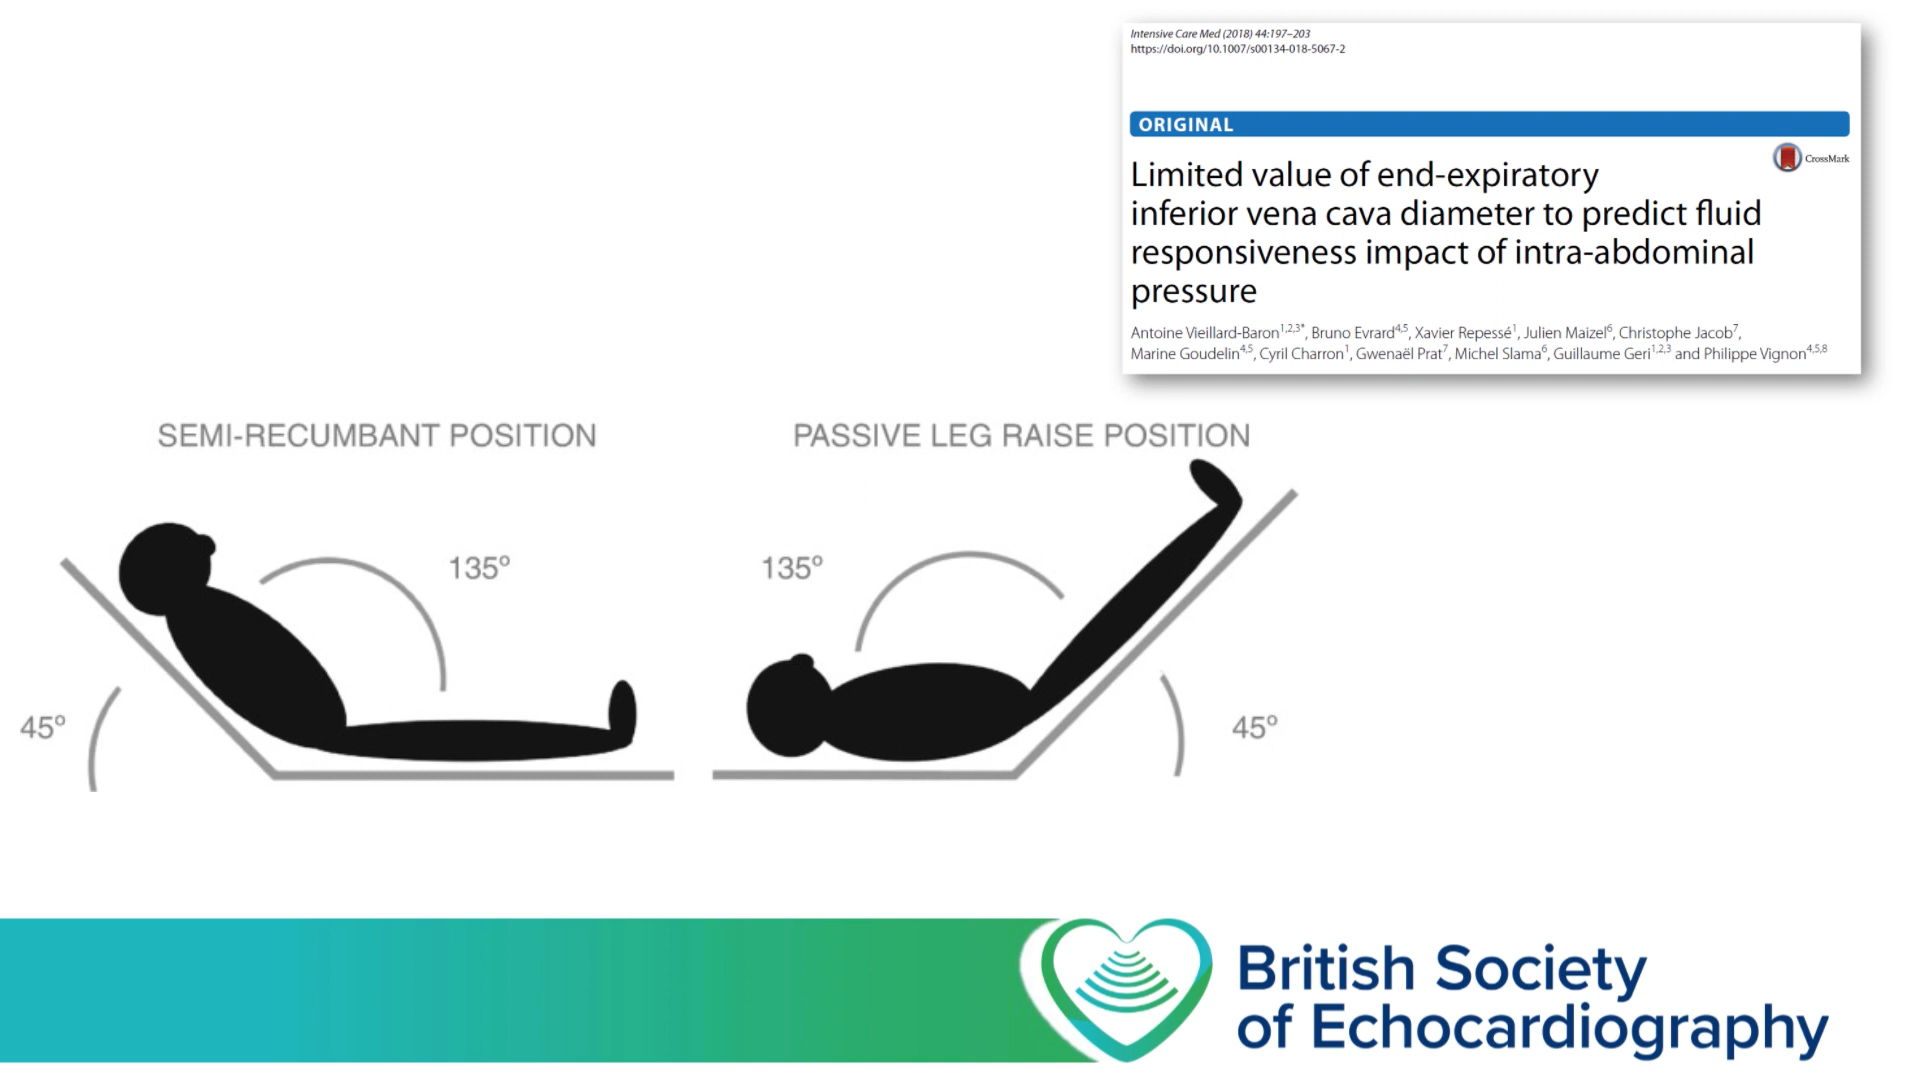 Intensive Care Med (2018) 44:197–203
https://doi.org/10.1007/s00134-018-5067-2
ORIGINAL
CrossMark
Limited value of end-expiratory
inferior vena cava diameter to predict fluid
responsiveness impact of intra-abdominal
pressure
Antoine Vieillard-Baron1,2,3*, Bruno Evrard4,5, Xavier Repessé1, Julien Maizel6, Christophe Jacob7,
Marine Goudelin4,5, Cyril Charron1, Gwenaël Prat7, Michel Slama6, Guillaume Geri1,2,3 and Philippe Vignon4,5,8
SEMI-RECUMBANT POSITION
PASSIVE LEG RAISE POSITION
135º
135º
45º
45º
British Society
of Echocardiography